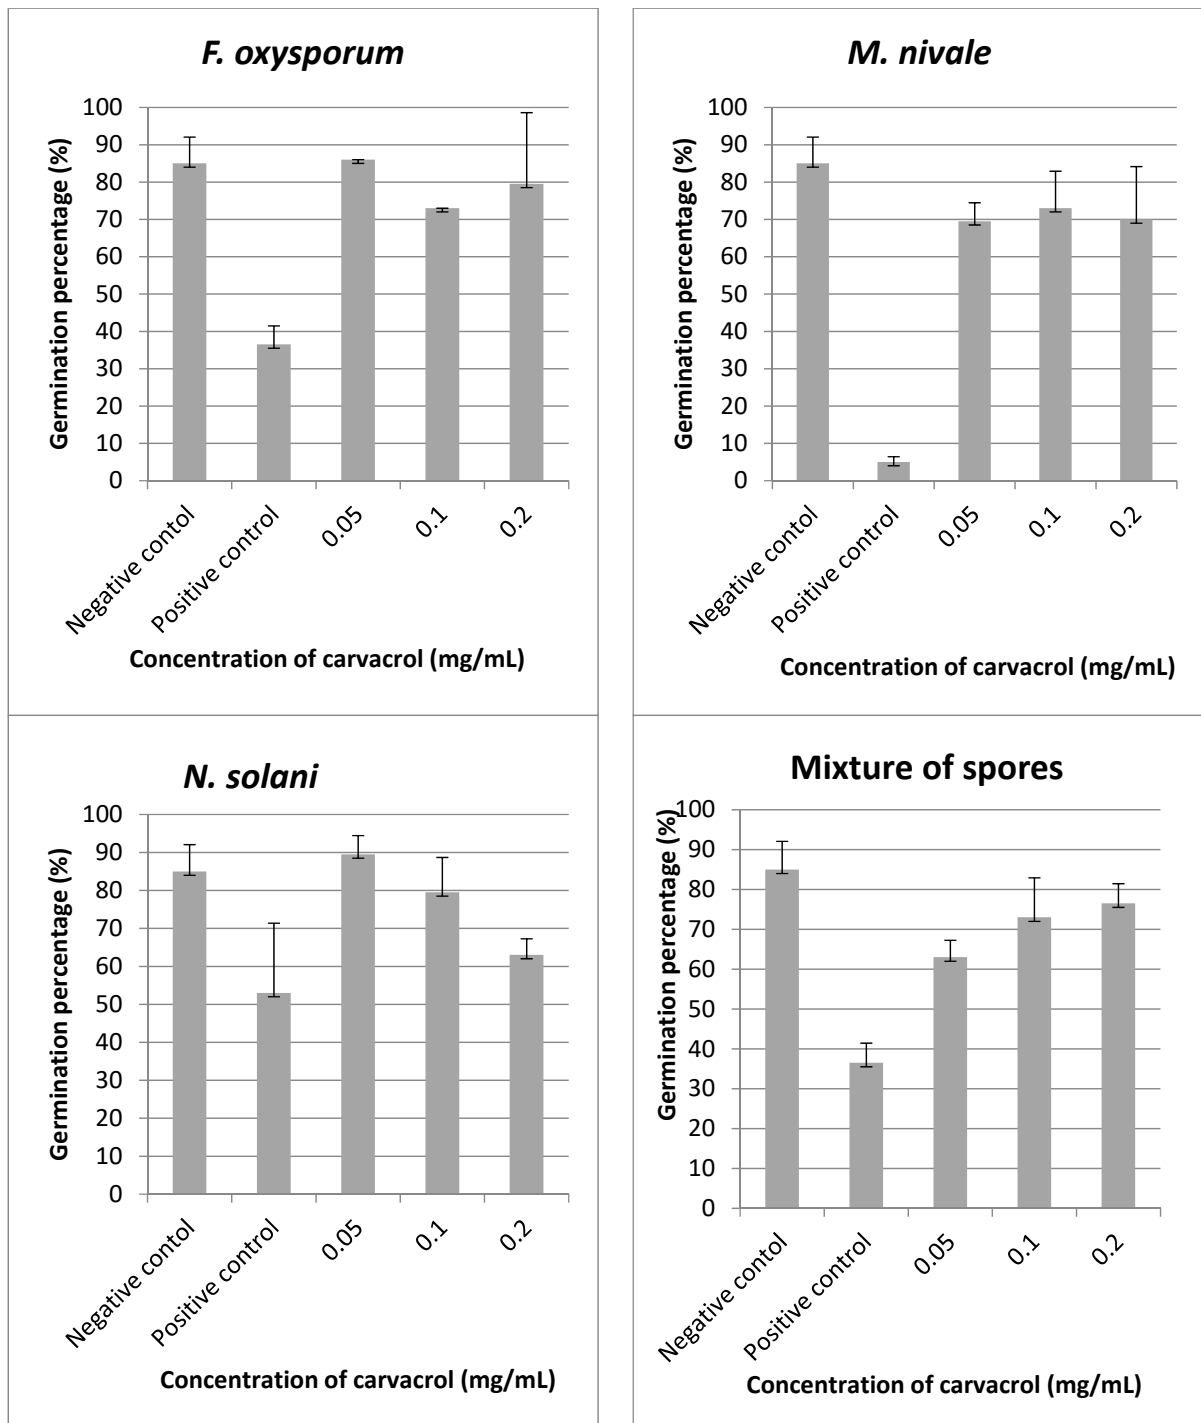 F. oxysporum
Germination percentage (%)
100
90
80
70
60
50
40
30
20
10
0
Negative contol
Positive control
0.05
0.1
0.2
Concentration of carvacrol (mg/mL)
M. nivale
Germination percentage (%)
100
90
80
70
60
50
40
30
20
10
0
Negative contol
Positive control
0.05
0.1
0.2
Concentration of carvacrol (mg/mL)
N. solani
Germination percentage (%)
100
90
80
70
60
50
40
30
20
10
0
Negative contol
Positive control
0.05
0.1
0.2
Concentration of carvacrol (mg/mL)
Mixture of spores
Germination percentage (%)
100
90
80
70
60
50
40
30
20
10
0
Negative contol
Positive control
0.05
0.1
0.2
Concentration of carvacrol (mg/mL)